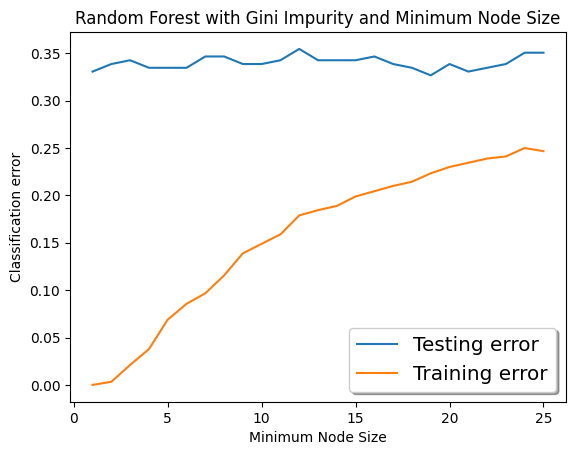 Random Forest with Gini Impurity and Minimum Node Size
Classification error
0.35
0.30
0.25
0.20
0.15
0.10
0.05
0.00
Testing error
Training error
0 5 10 15 20 25
Minimum Node Size